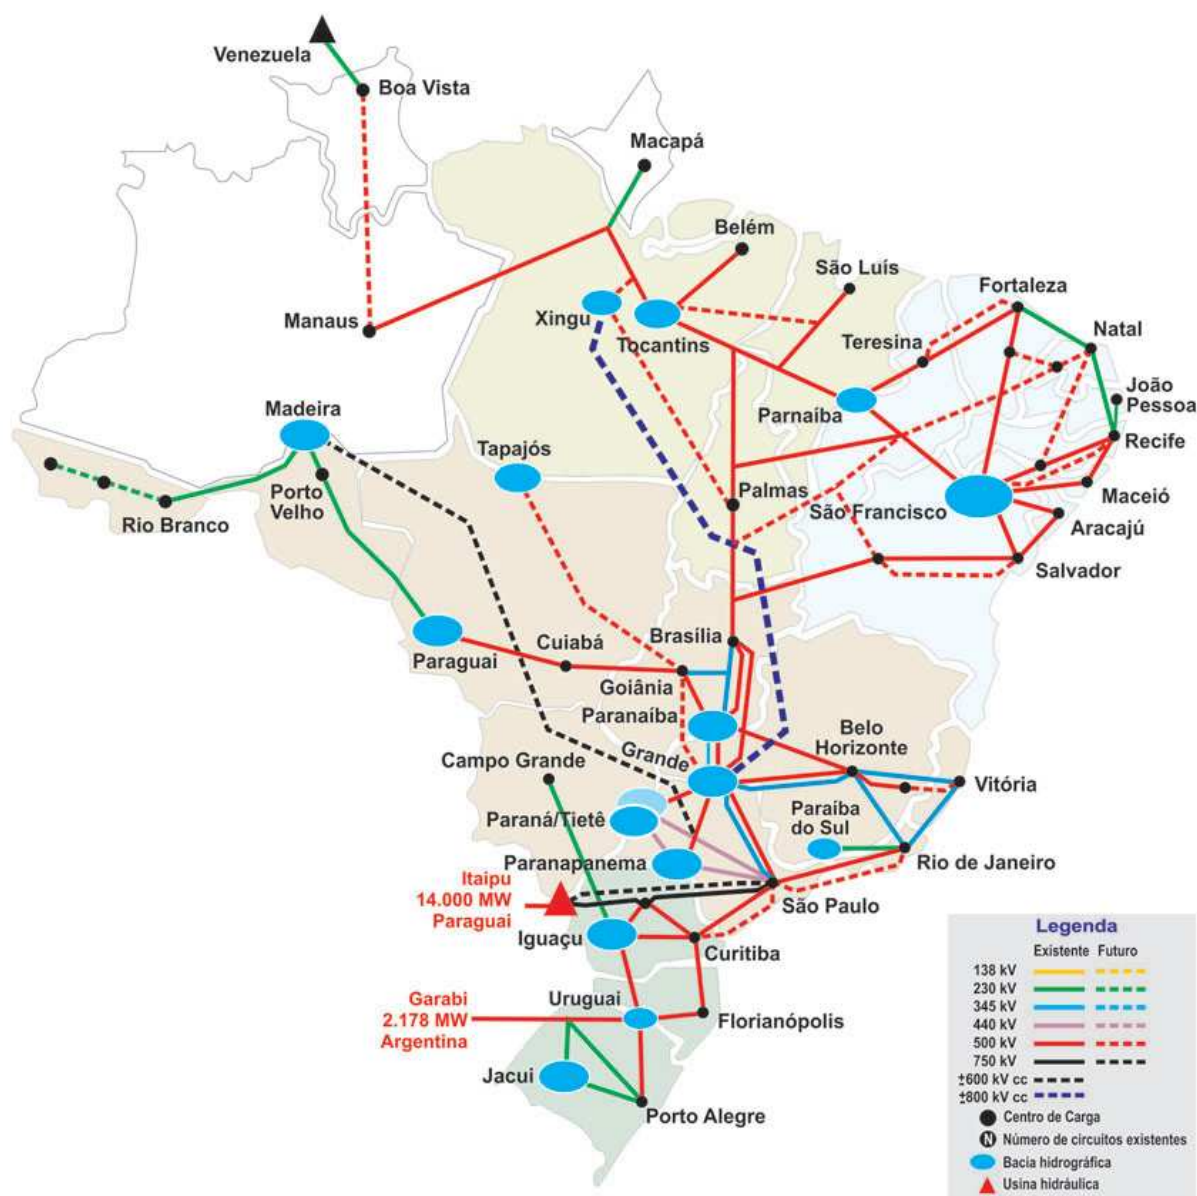 Venezuela
Boa Vista
Macapá
Belém
São Luís
Fortaleza
Manaus
Xingu
Tocantins
Teresina
Natal
João
Pessoa
Madeira
Parnaíba
Recife
Tapajós
Porto
Velho
Rio Branco
Palmas
São Francisco
Maceió
Aracajú
Salvador
Brasília
Cuiabá
Paraguai
Goiânia
Paranaíba
Belo
Horizonte
Grande
Campo Grande
Vitória
Paraná/Tietê
Paraíba
do Sul
Paranapanema
Rio de Janeiro
Itaipu
14.000 MW
Paraguai
São Paulo
Iguaçu
Curitiba
Garabi
2.178 MW
Argentina
Uruguai
Florianópolis
Jacui
Porto Alegre
Legenda
Existente Futuro
138 kV
230 kV
345 kV
440 kV
500 kV
750 kV
±600 kV cc
±800 kV cc
Centro de Carga
N Número de circuitos existentes
Bacia hidrográfica
Usina hidráulica